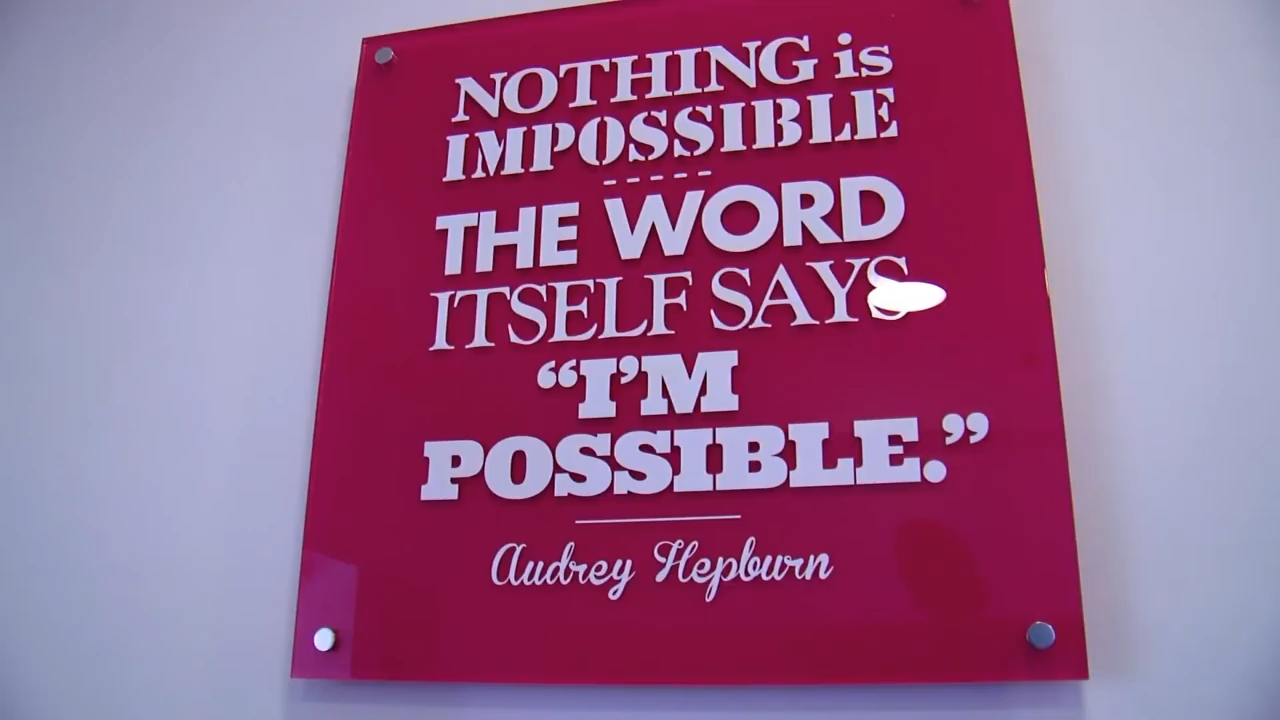 NOTHING is
IMPOSSIBLE
THE WORD
ITSELF SAYS
“I’M
POSSIBLE.”
Audrey Hepburn